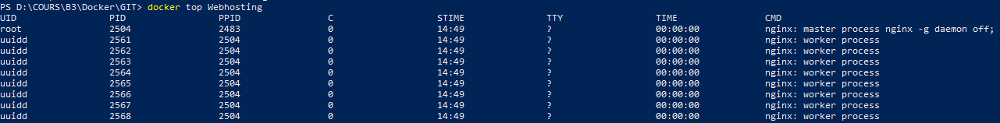 PS D:\COURS\B3\Docker\GIT> docker top Webhosting
UID PID PPID C STIME TTY TIME CMD
root 2504 2483 0 14:49 ? 00:00:00 nginx: master process nginx -g daemon off;
uuidd 2561 2504 0 14:49 ? 00:00:00 nginx: worker process
uuidd 2562 2504 0 14:49 ? 00:00:00 nginx: worker process
uuidd 2563 2504 0 14:49 ? 00:00:00 nginx: worker process
uuidd 2564 2504 0 14:49 ? 00:00:00 nginx: worker process
uuidd 2565 2504 0 14:49 ? 00:00:00 nginx: worker process
uuidd 2566 2504 0 14:49 ? 00:00:00 nginx: worker process
uuidd 2567 2504 0 14:49 ? 00:00:00 nginx: worker process
uuidd 2568 2504 0 14:49 ? 00:00:00 nginx: worker process